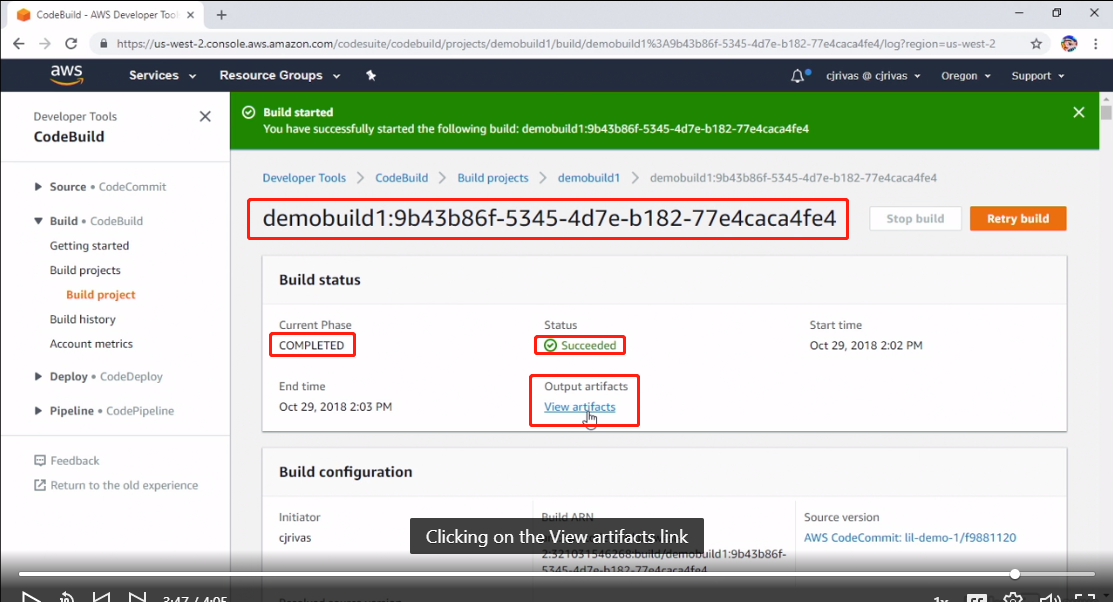 CodeBuild - AWS Developer Tool
https://us-west-2.console.aws.amazon.com/codesuite/codebuild/projects/demobuild1/build/demobuild1%3A9b43b86f-5345-4d7e-b182-77e4caca4fe4/log?region=us-west-2
aws
Services
Resource Groups
cjrivas @ cjrivas
Oregon
Support
Developer Tools
CodeBuild
Source • CodeCommit
Build • CodeBuild
Getting started
Build projects
Build project
Build history
Account metrics
Deploy • CodeDeploy
Pipeline • CodePipeline
Feedback
Return to the old experience
Build started
You have successfully started the following build: demobuild1:9b43b86f-5345-4d7e-b182-77e4caca4fe4
Developer Tools > CodeBuild > Build projects > demobuild1 > demobuild1:9b43b86f-5345-4d7e-b182-77e4caca4fe4
demobuild1:9b43b86f-5345-4d7e-b182-77e4caca4fe4
Stop build
Retry build
Build status
Current Phase
COMPLETED
Status
Succeeded
Start time
Oct 29, 2018 2:02 PM
End time
Oct 29, 2018 2:03 PM
Output artifacts
View artifacts
Build configuration
Initiator
cjrivas
Build ARN
2:321031546268:build/demobuild1:9b43b86f-
5345-4d7e-b182-77e4caca4fe4
Source version
AWS CodeCommit: lil-demo-1/f9881120
Clicking on the View artifacts link
3:47 / 4:05
1x